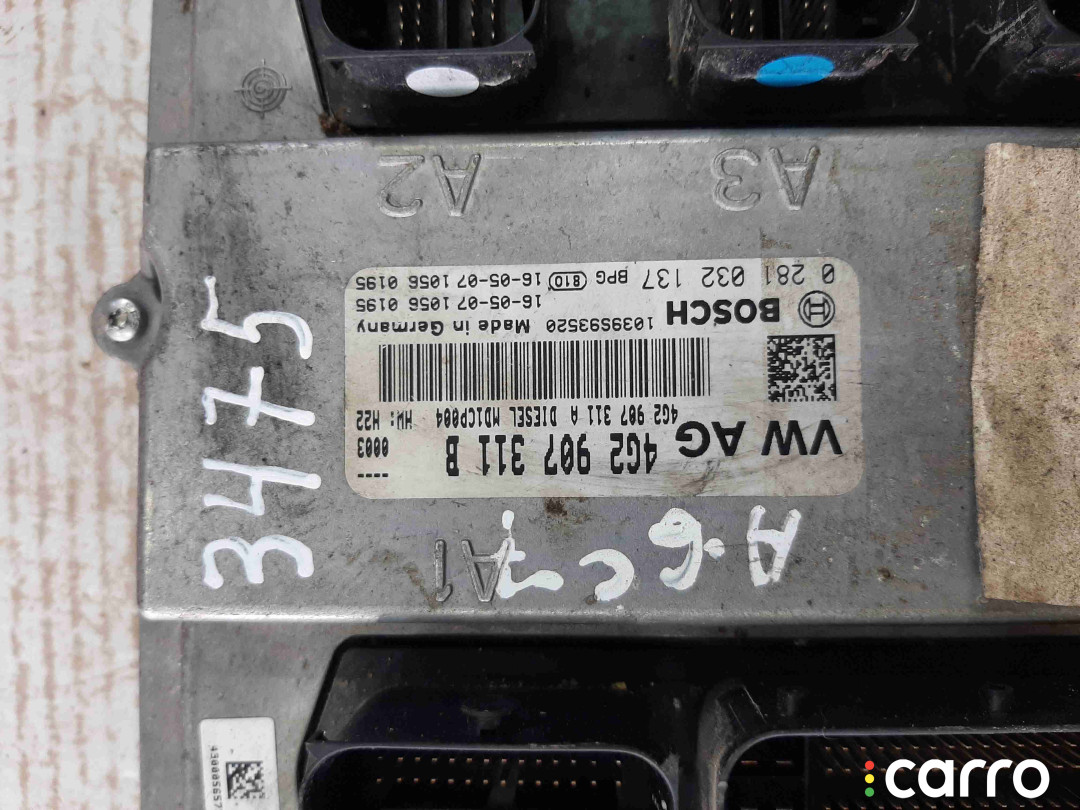 A2
A3
VW AG 4G2 907 311 B 0003 ----
4G2 907 311 A DIESEL MD1CP004 HW: H22
BOSCH 1039S93520 Made in Germany
16-05-07 1056 0195
0 281 032 137 BPG 810 16-05-07 1056 0195
3475
A1
A-6 C7
carro